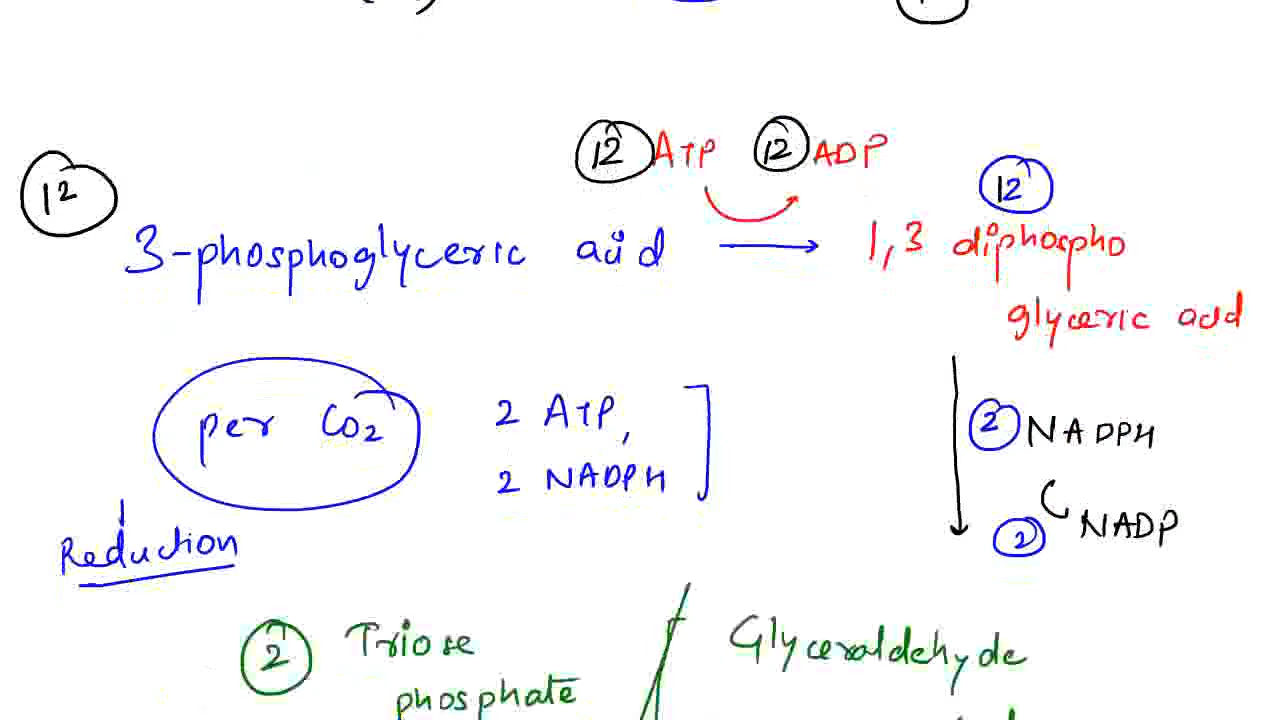 12 ATP 12 ADP
12
12
3-phosphoglyceric acid → 1,3 diphospho
glyceric acid
per Co2 2 ATP,
2 NADPH
2 NADPH
2 NADP
Reduction
2 Triose
phosphate
/ Glyceraldehyde